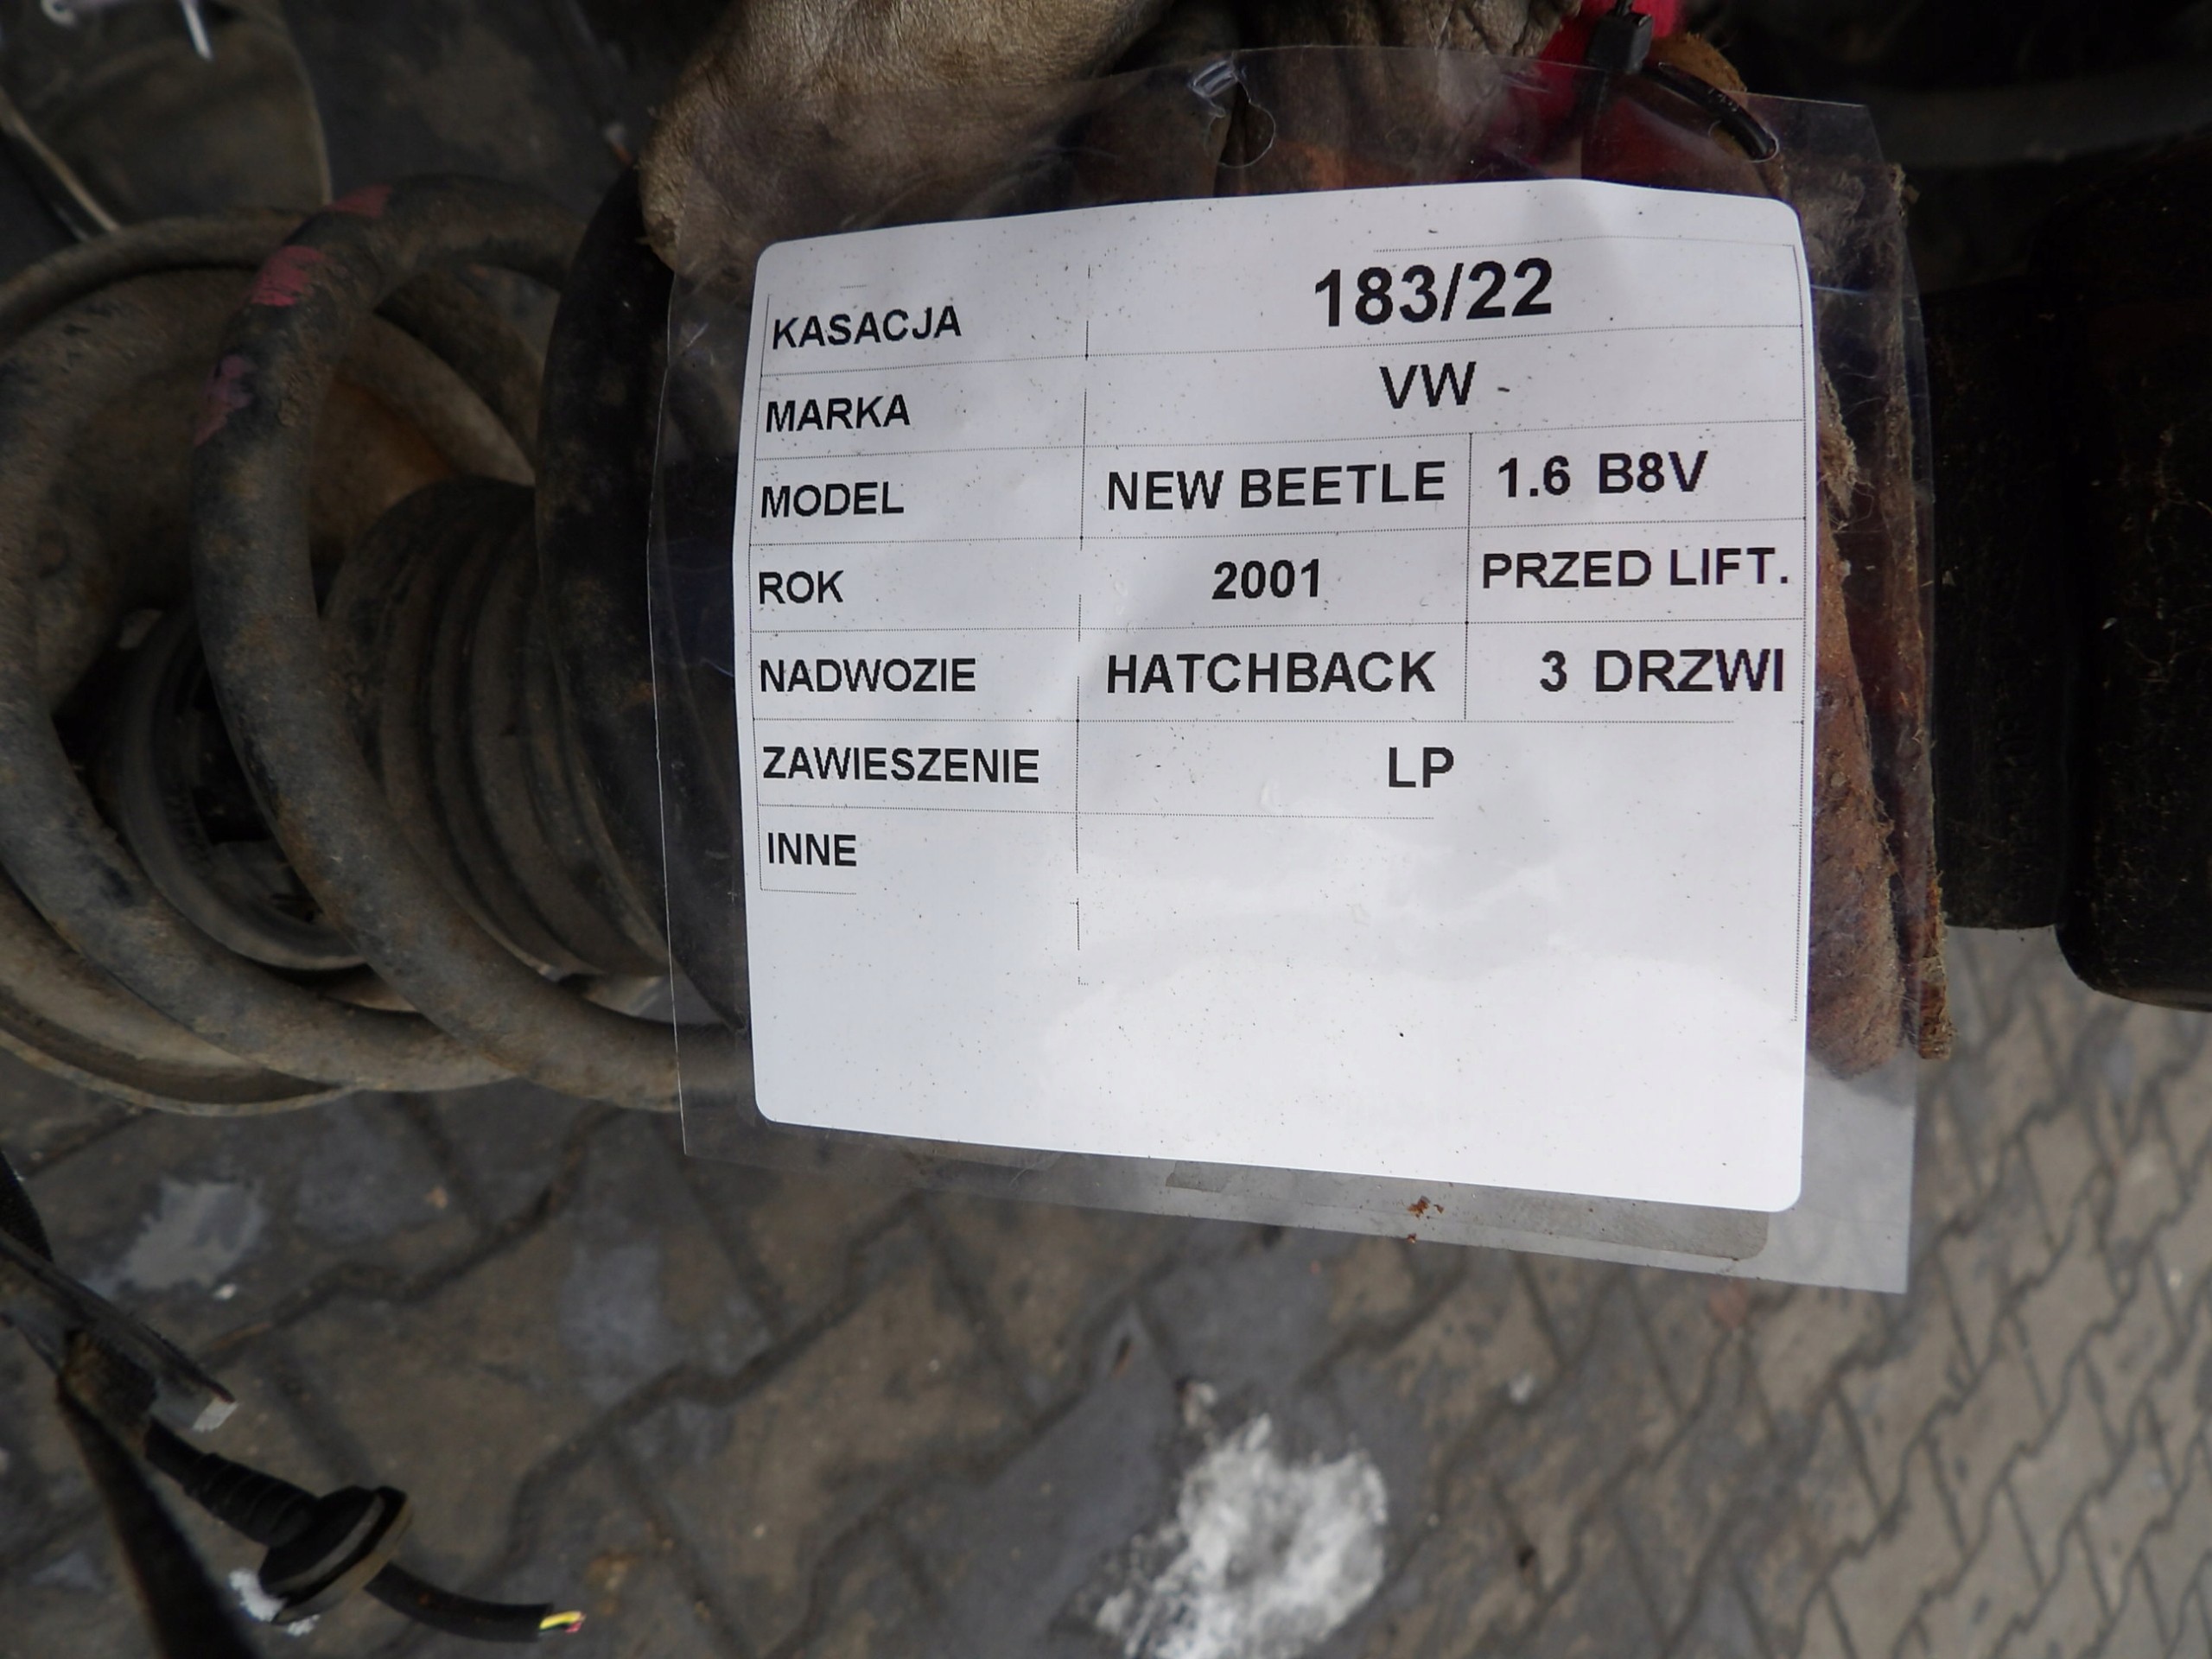 KASACJA 183/22
MARKA VW
MODEL NEW BEETLE 1.6 B8V
ROK 2001 PRZED LIFT.
NADWOZIE HATCHBACK 3 DRZWI
ZAWIESZENIE LP
INNE